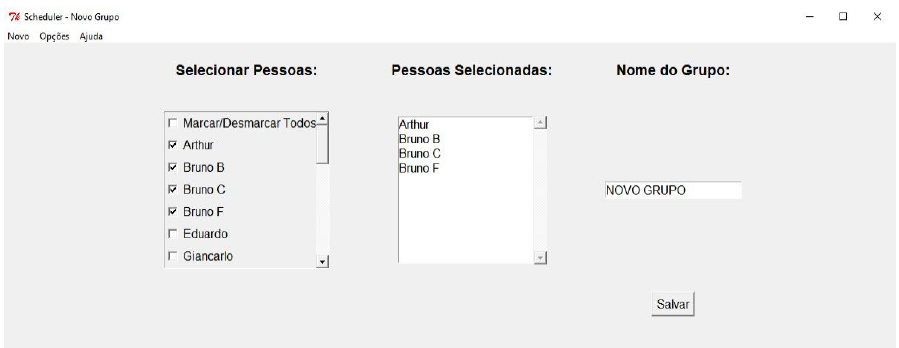 Scheduler - Novo Grupo
Novo Opções Ajuda
Selecionar Pessoas:
Marcar/Desmarcar Todos
Arthur
Bruno B
Bruno C
Bruno F
Eduardo
Giancarlo
Pessoas Selecionadas:
Arthur
Bruno B
Bruno C
Bruno F
Nome do Grupo:
NOVO GRUPO
Salvar